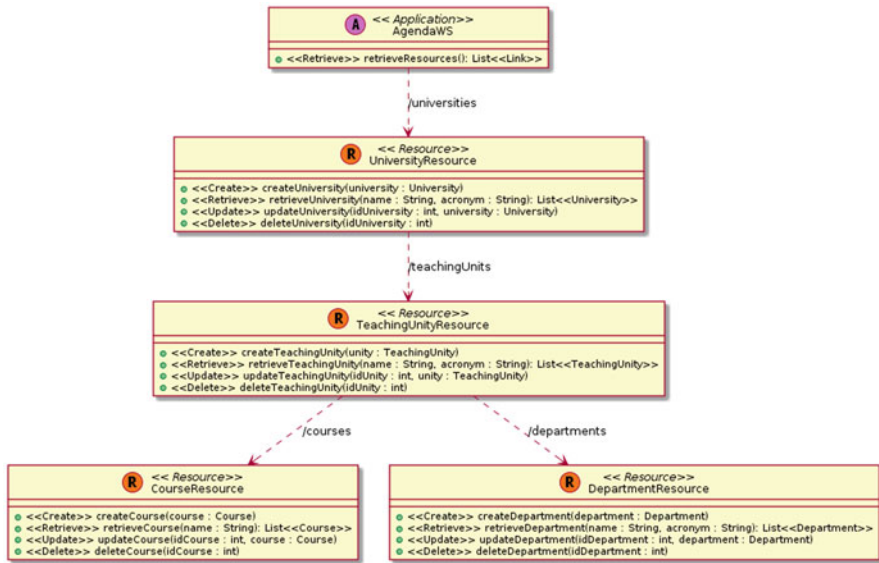 A
<< Application>>
AgendaWS
<<Retrieve>> retrieveResources(): List<<Link>>
/universities
R
<< Resource>>
UniversityResource
<<Create>> createUniversity(university : University)
<<Retrieve>> retrieveUniversity(name : String, acronym : String): List<<University>>
<<Update>> updateUniversity(idUniversity : int, university : University)
<<Delete>> deleteUniversity(idUniversity : int)
/teachingUnits
R
<< Resource>>
TeachingUnityResource
<<Create>> createTeachingUnity(unity : TeachingUnity)
<<Retrieve>> retrieveTeachingUnity(name : String, acronym : String): List<<TeachingUnity>>
<<Update>> updateTeachingUnity(idUnity : int, unity : TeachingUnity)
<<Delete>> deleteTeachingUnity(idUnity : int)
/courses
/departments
R
<< Resource>>
CourseResource
<<Create>> createCourse(course : Course)
<<Retrieve>> retrieveCourse(name : String): List<<Course>>
<<Update>> updateCourse(idCourse : int, course : Course)
<<Delete>> deleteCourse(idCourse : int)
R
<< Resource>>
DepartmentResource
<<Create>> createDepartment(department : Department)
<<Retrieve>> retrieveDepartment(name : String, acronym : String): List<<Department>>
<<Update>> updateDepartment(idDepartment : int, department : Department)
<<Delete>> deleteDepartment(idDepartment : int)